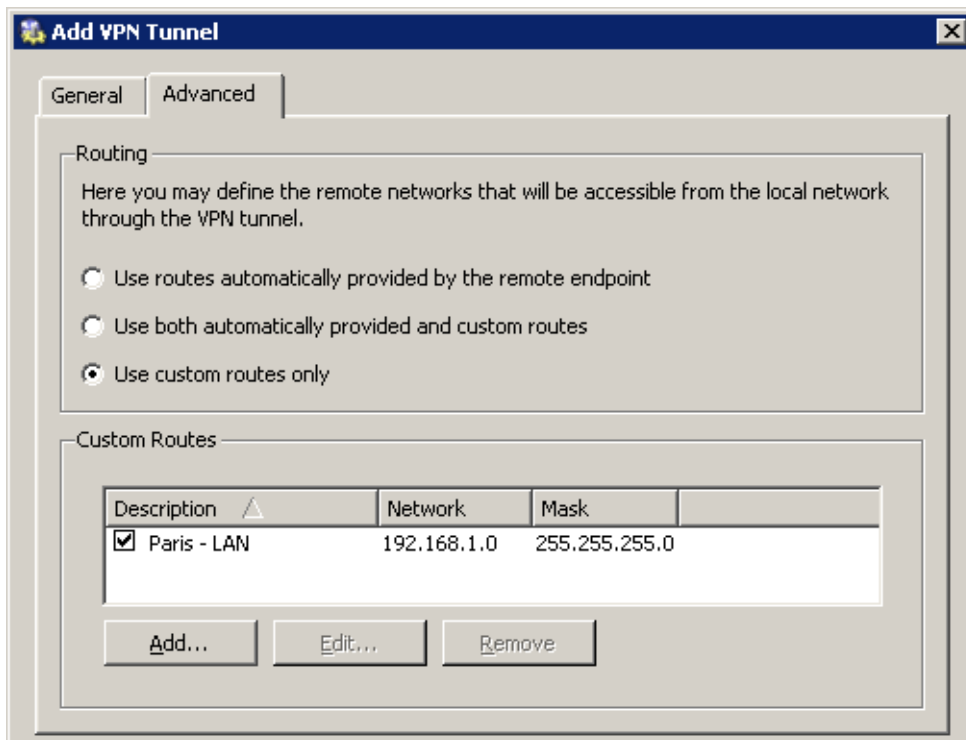 Add VPN Tunnel
General Advanced
Routing
Here you may define the remote networks that will be accessible from the local network
through the VPN tunnel.
Use routes automatically provided by the remote endpoint
Use both automatically provided and custom routes
Use custom routes only
Custom Routes
Description Network Mask
Paris - LAN 192.168.1.0 255.255.255.0
Add... Edit... Remove